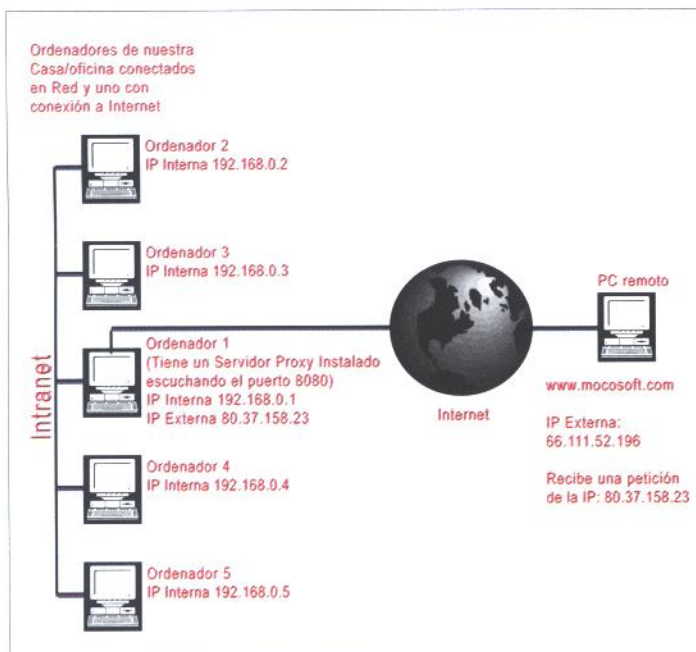 Ordenadores de nuestra
Casa/oficina conectados
en Red y uno con
conexión a Internet
Ordenador 2
IP Interna 192.168.0.2
Ordenador 3
IP Interna 192.168.0.3
Ordenador 1
(Tiene un Servidor Proxy Instalado
escuchando el puerto 8080)
IP Interna 192.168.0.1
IP Externa 80.37.158.23
Ordenador 4
IP Interna 192.168.0.4
Ordenador 5
IP Interna 192.168.0.5
Intranet
Internet
PC remoto
www.mocosoft.com
IP Externa:
66.111.52.196
Recibe una petición
de la IP: 80.37.158.23